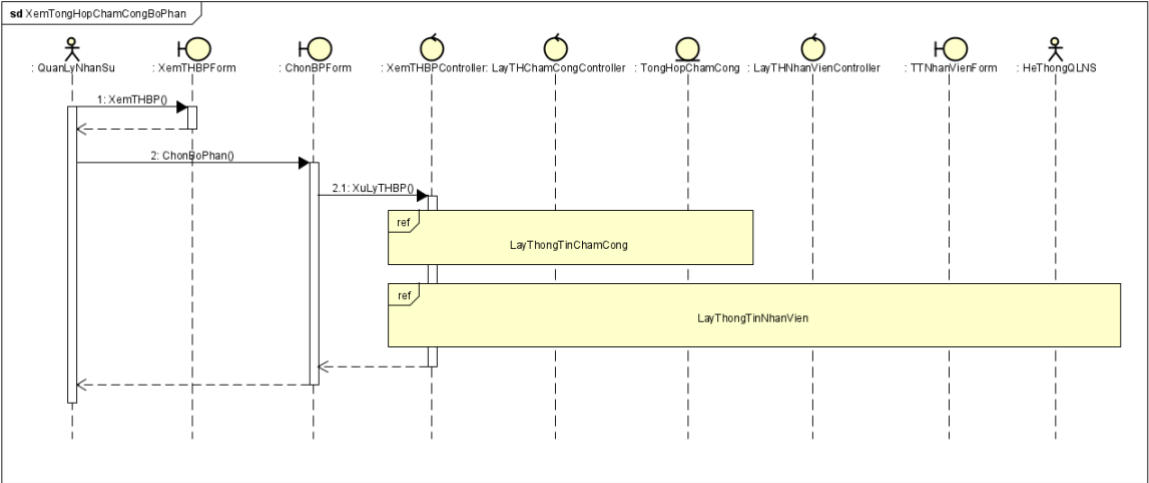 sd XemTongHopChamCongBoPhan
: QuanLyNhanSu
: XemTHBPForm
: ChonBPForm
: XemTHBPController
: LayTHChamCongController
: TongHopChamCong
: LayTHNhanVienController
: TTNhanVienForm
: HeThongQLNS
1: XemTHBP()
2: ChonBoPhan()
2.1: XuLyTHBP()
ref
LayThongTinChamCong
ref
LayThongTinNhanVien